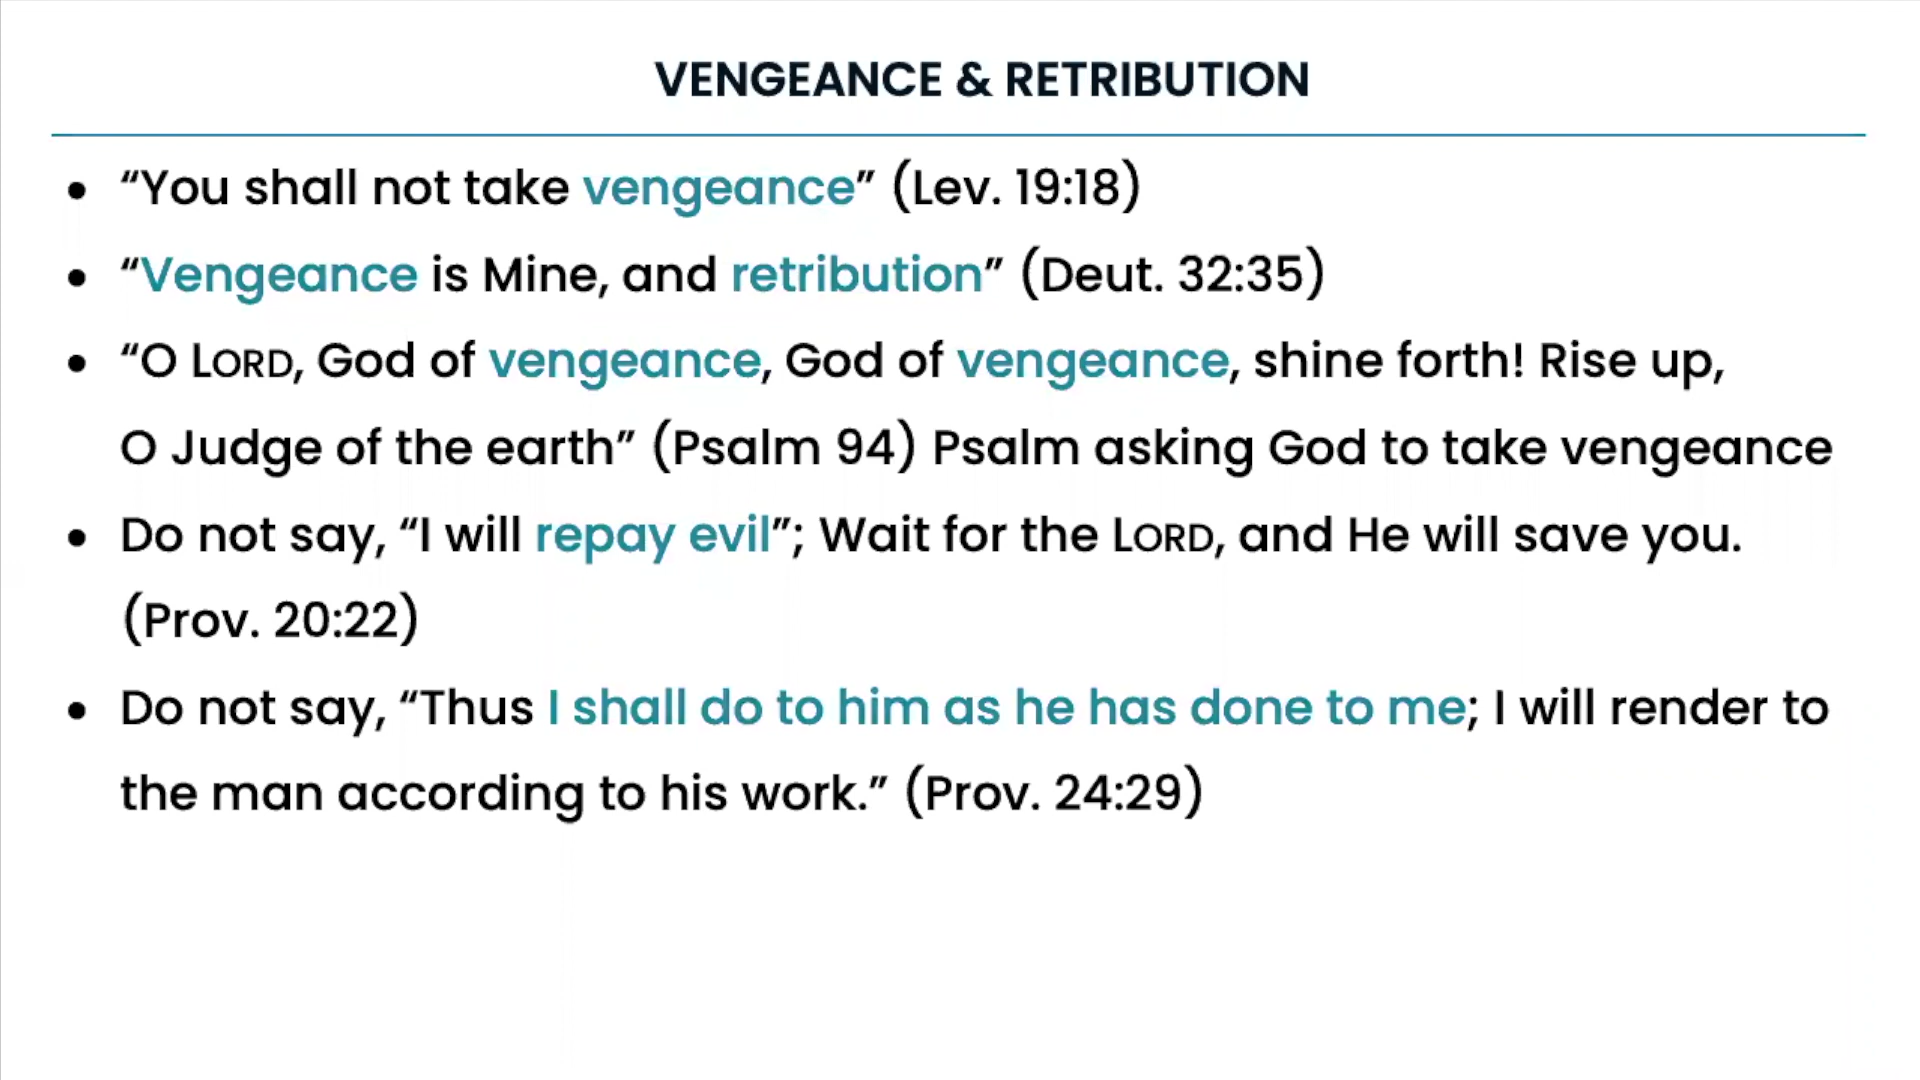 VENGEANCE & RETRIBUTION
• “You shall not take vengeance” (Lev. 19:18)
• “Vengeance is Mine, and retribution” (Deut. 32:35)
• “O LORD, God of vengeance, God of vengeance, shine forth! Rise up,
O Judge of the earth” (Psalm 94) Psalm asking God to take vengeance
• Do not say, “I will repay evil”; Wait for the LORD, and He will save you.
(Prov. 20:22)
• Do not say, “Thus I shall do to him as he has done to me; I will render to
the man according to his work.” (Prov. 24:29)